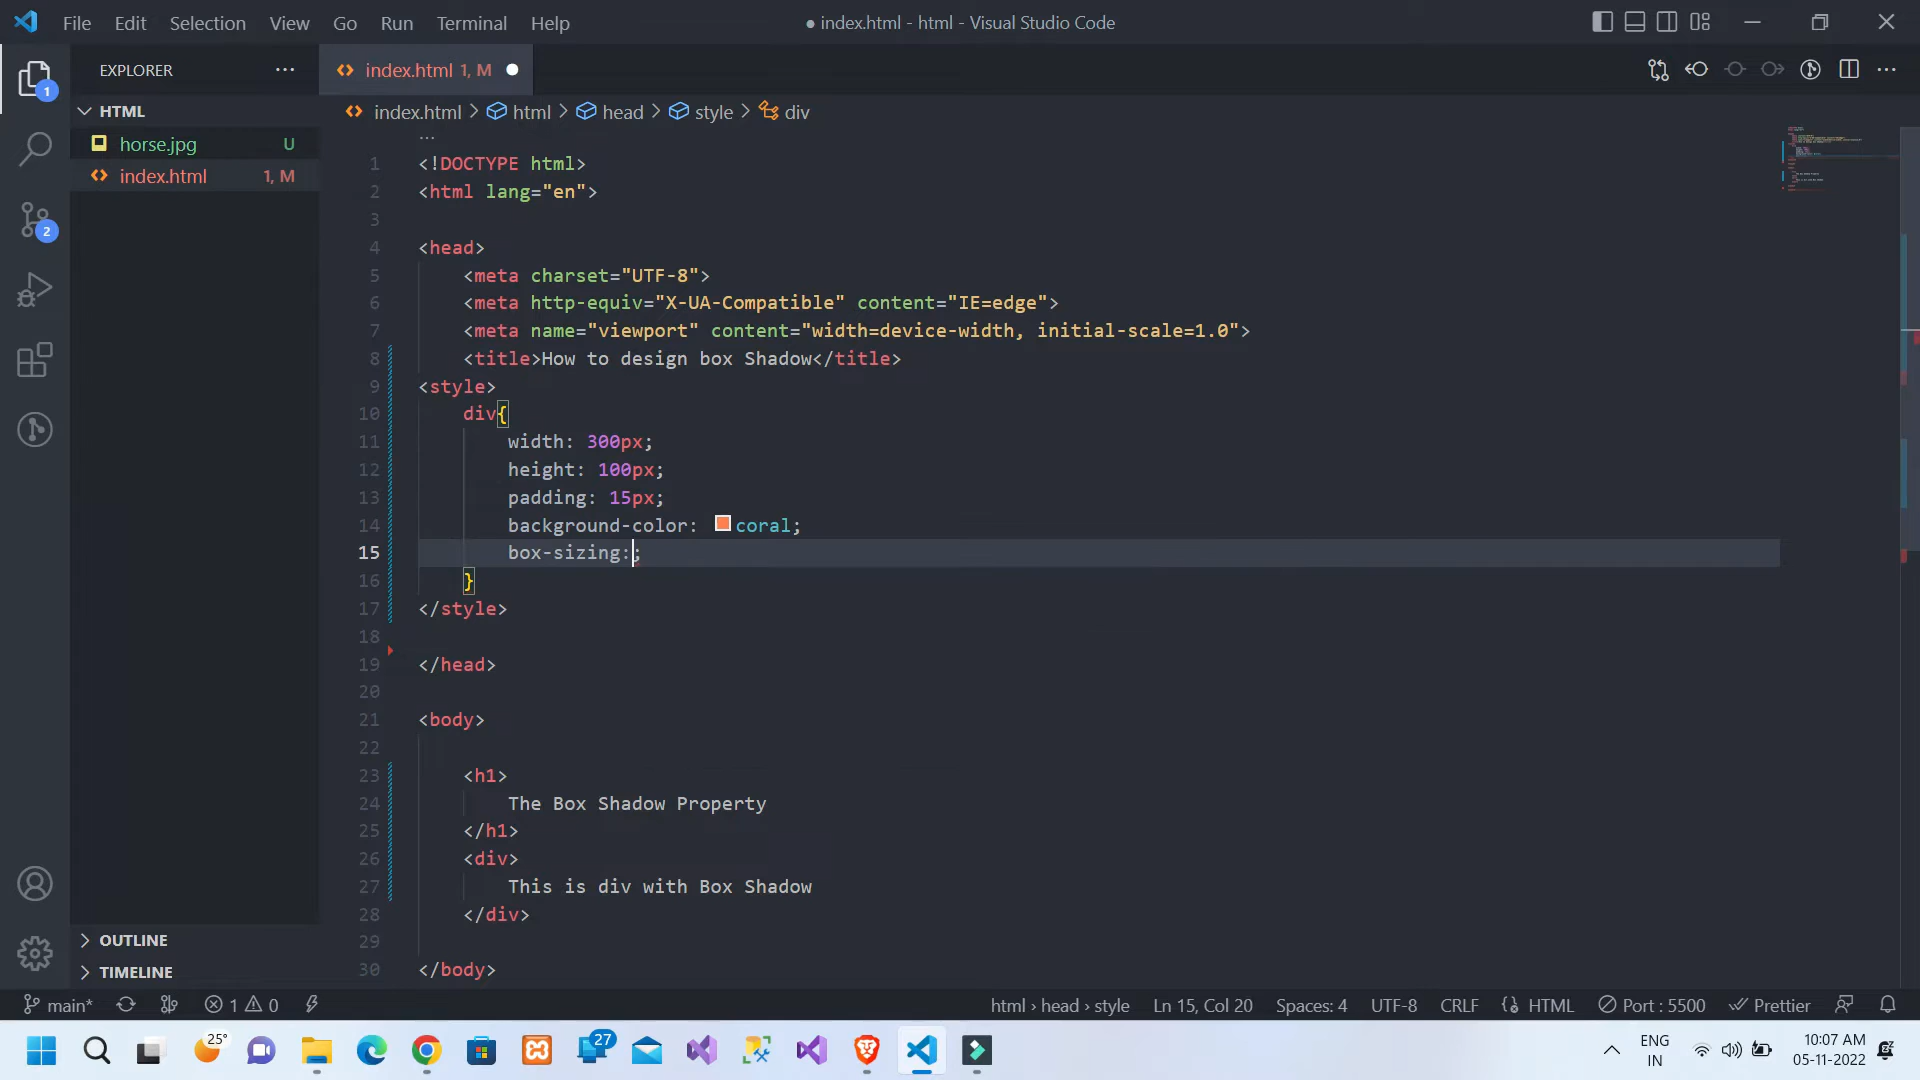 File Edit Selection View Go Run Terminal Help
● index.html - html - Visual Studio Code
EXPLORER
index.html 1, M
1
HTML
index.html > html > head > style > div
horse.jpg U
index.html 1, M
2
1 <!DOCTYPE html>
2 <html lang="en">
3
4 <head>
5 <meta charset="UTF-8">
6 <meta http-equiv="X-UA-Compatible" content="IE=edge">
7 <meta name="viewport" content="width=device-width, initial-scale=1.0">
8 <title>How to design box Shadow</title>
9 <style>
10 div{
11 width: 300px;
12 height: 100px;
13 padding: 15px;
14 background-color: coral;
15 box-sizing:;
16 }
17 </style>
18
19 </head>
20
21 <body>
22
23 <h1>
24 The Box Shadow Property
25 </h1>
26 <div>
27 This is div with Box Shadow
28 </div>
29
30 </body>
OUTLINE
TIMELINE
main* 1 0 html › head › style Ln 15, Col 20 Spaces: 4 UTF-8 CRLF HTML Port : 5500 Prettier
25° 27
ENG
IN
10:07 AM
05-11-2022